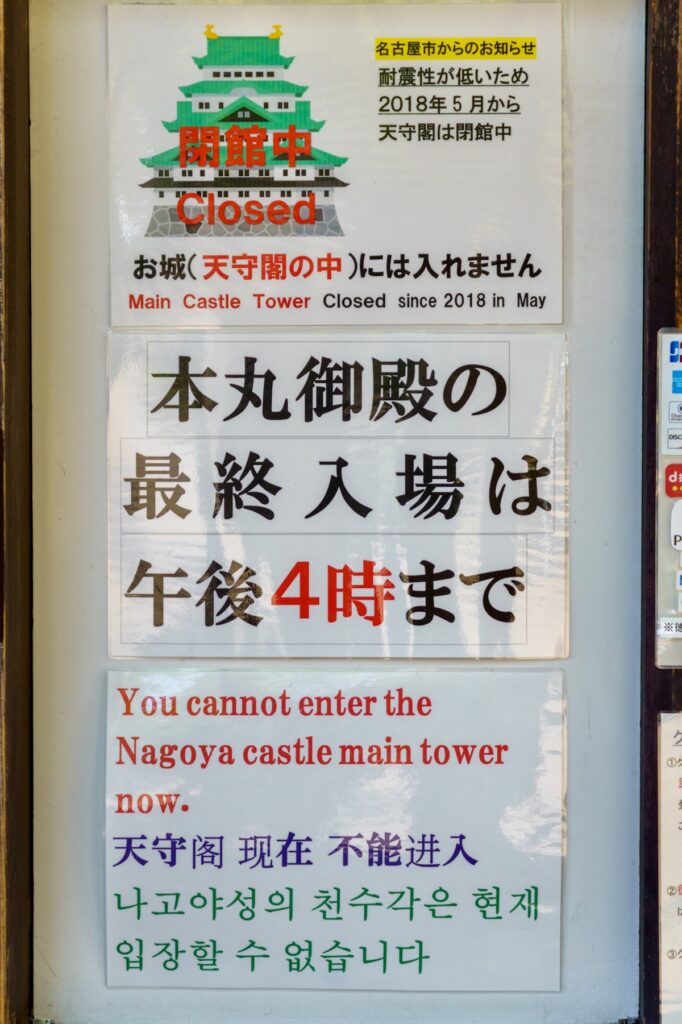 閉館中
Closed
名古屋市からのお知らせ
耐震性が低いため
2018年5月から
天守閣は閉館中
お城(天守閣の中)には入れません
Main Castle Tower Closed since 2018 in May
本丸御殿の
最終入場は
午後4時まで
You cannot enter the
Nagoya castle main tower
now.
天守阁 现在 不能进入
나고야성의 천수각은 현재
입장할 수 없습니다
①
②
③